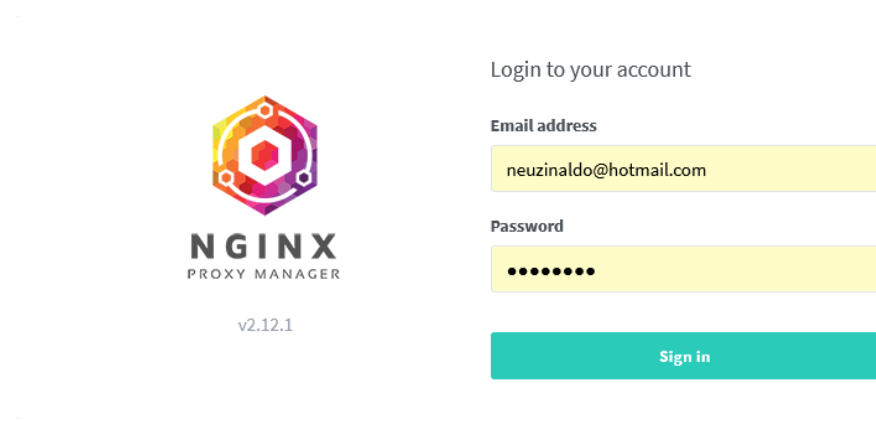 NGINX
PROXY MANAGER
v2.12.1
Login to your account
Email address
neuzinaldo@hotmail.com
Password
••••••••
Sign in